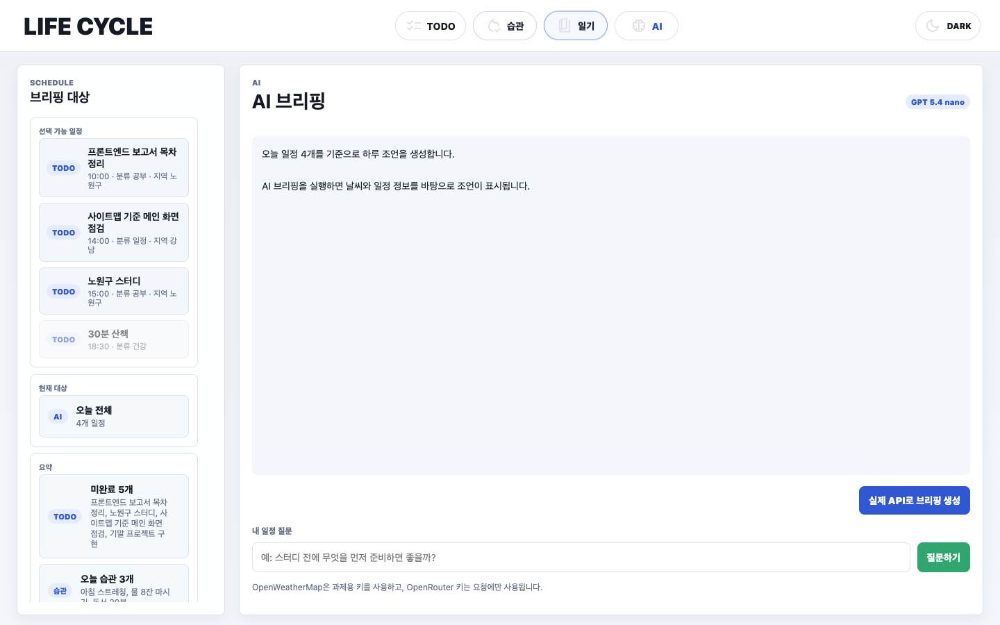 LIFE CYCLE
TODO
습관
일기
AI
DARK
SCHEDULE
브리핑 대상
선택 가능 일정
TODO
프론트엔드 보고서 목차
정리
10:00 · 분류 공부 · 지역 노
원구
TODO
사이트맵 기준 메인 화면
점검
14:00 · 분류 일정 · 지역 강
남
TODO
노원구 스터디
15:00 · 분류 공부 · 지역 노
원구
TODO
30분 산책
18:30 · 분류 건강
현재 대상
AI
오늘 전체
4개 일정
요약
TODO
미완료 5개
프론트엔드 보고서 목차
정리, 노원구 스터디, 사
이트맵 기준 메인 화면
점검, 기말 프로젝트 구
현
습관
오늘 습관 3개
아침 스트레칭, 물 8잔 마시
기, 독서 30분
AI
AI 브리핑
GPT 5.4 nano
오늘 일정 4개를 기준으로 하루 조언을 생성합니다.
AI 브리핑을 실행하면 날씨와 일정 정보를 바탕으로 조언이 표시됩니다.
실제 API로 브리핑 생성
내 일정 질문
예: 스터디 전에 무엇을 먼저 준비하면 좋을까?
질문하기
OpenWeatherMap은 과제용 키를 사용하고, OpenRouter 키는 요청에만 사용됩니다.